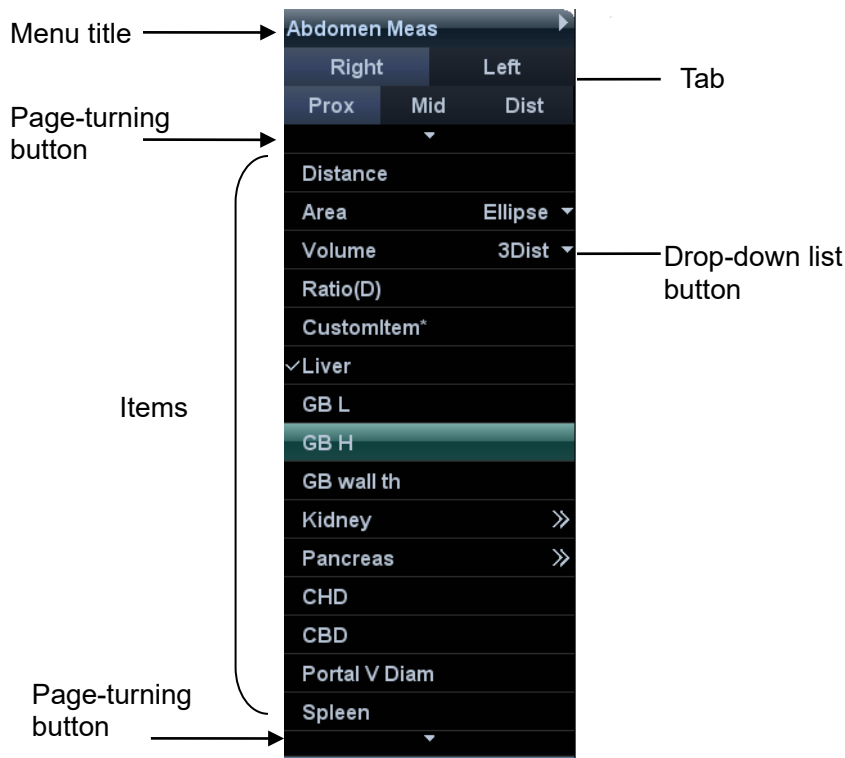 Menu title
Abdomen Meas
Right Left
Tab
Prox Mid Dist
Page-turning
button
Distance
Area Ellipse
Volume 3Dist
Drop-down list
button
Ratio(D)
CustomItem*
✓Liver
Items
GB L
GB H
GB wall th
Kidney
Pancreas
CHD
CBD
Portal V Diam
Page-turning
button
Spleen